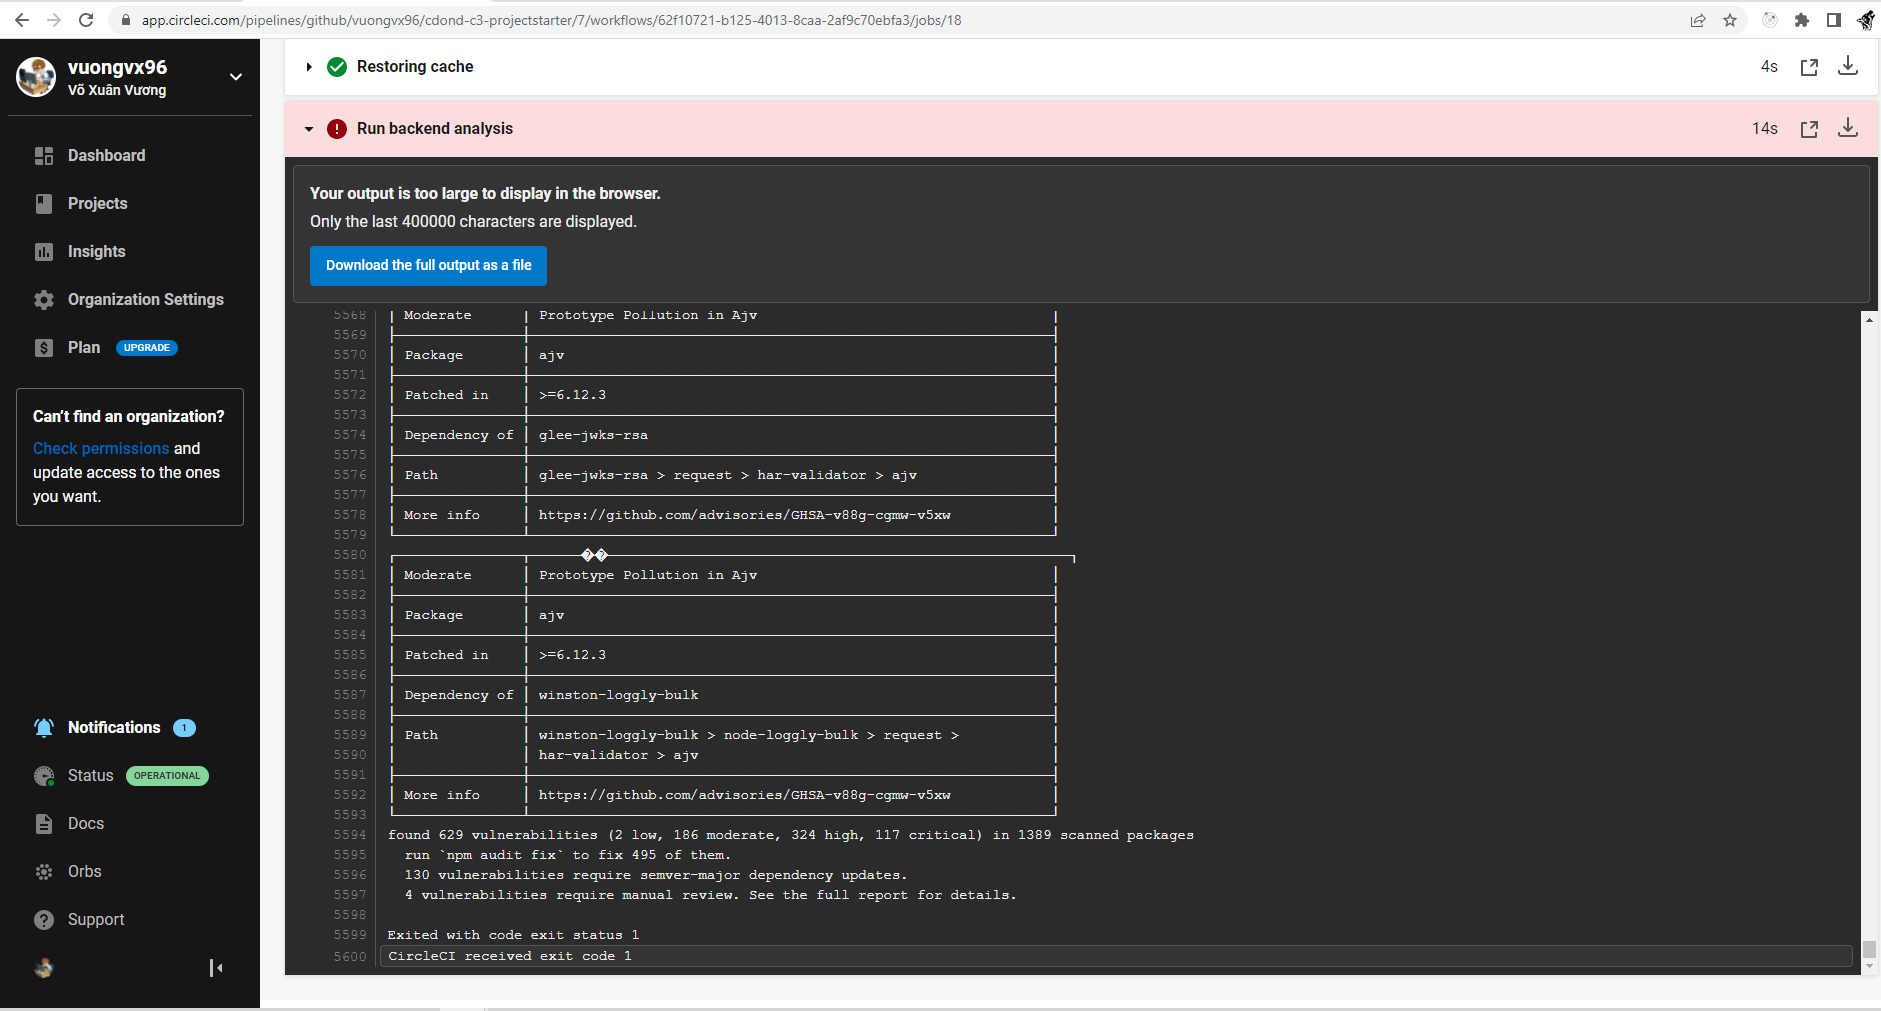 app.circleci.com/pipelines/github/vuongvx96/cdond-c3-projectstarter/7/workflows/62f10721-b125-4013-8caa-2af9c70ebfa3/jobs/18
vuongvx96
Võ Xuân Vương
Dashboard
Projects
Insights
Organization Settings
Plan UPGRADE
Can't find an organization?
Check permissions and
update access to the ones
you want.
Notifications 1
Status OPERATIONAL
Docs
Orbs
Support
Restoring cache 4s
Run backend analysis 14s
Your output is too large to display in the browser.
Only the last 400000 characters are displayed.
Download the full output as a file
5568 Moderate Prototype Pollution in Ajv
5569
5570 Package ajv
5571
5572 Patched in >=6.12.3
5573
5574 Dependency of glee-jwks-rsa
5575
5576 Path glee-jwks-rsa > request > har-validator > ajv
5577
5578 More info https://github.com/advisories/GHSA-v88g-cgmw-v5xw
5579
5580 ��
5581 Moderate Prototype Pollution in Ajv
5582
5583 Package ajv
5584
5585 Patched in >=6.12.3
5586
5587 Dependency of winston-loggly-bulk
5588
5589 Path winston-loggly-bulk > node-loggly-bulk > request >
5590 har-validator > ajv
5591
5592 More info https://github.com/advisories/GHSA-v88g-cgmw-v5xw
5593
5594 found 629 vulnerabilities (2 low, 186 moderate, 324 high, 117 critical) in 1389 scanned packages
5595 run `npm audit fix` to fix 495 of them.
5596 130 vulnerabilities require semver-major dependency updates.
5597 4 vulnerabilities require manual review. See the full report for details.
5598
5599 Exited with code exit status 1
5600 CircleCI received exit code 1